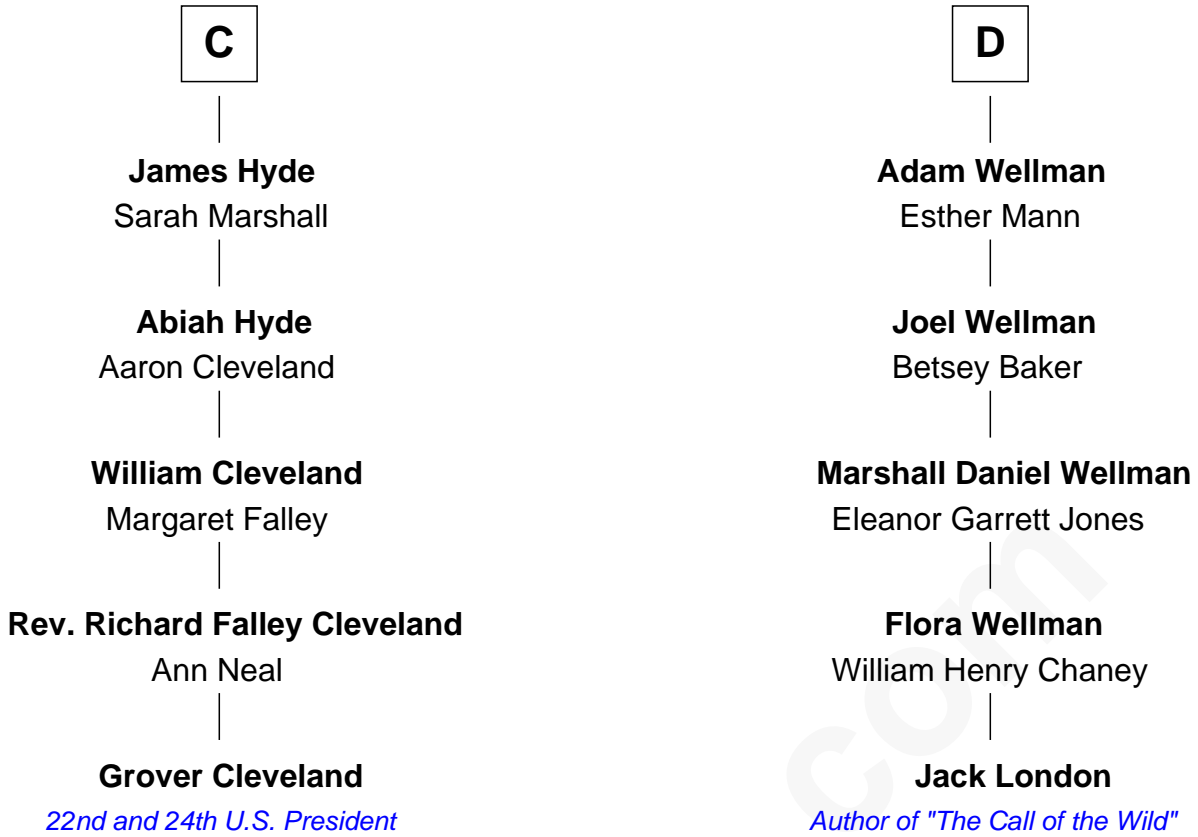 C
D
James Hyde
Sarah Marshall
Adam Wellman
Esther Mann
Abiah Hyde
Aaron Cleveland
Joel Wellman
Betsey Baker
William Cleveland
Margaret Falley
Marshall Daniel Wellman
Eleanor Garrett Jones
Rev. Richard Falley Cleveland
Ann Neal
Flora Wellman
William Henry Chaney
Grover Cleveland
22nd and 24th U.S. President
Jack London
Author of "The Call of the Wild"
com